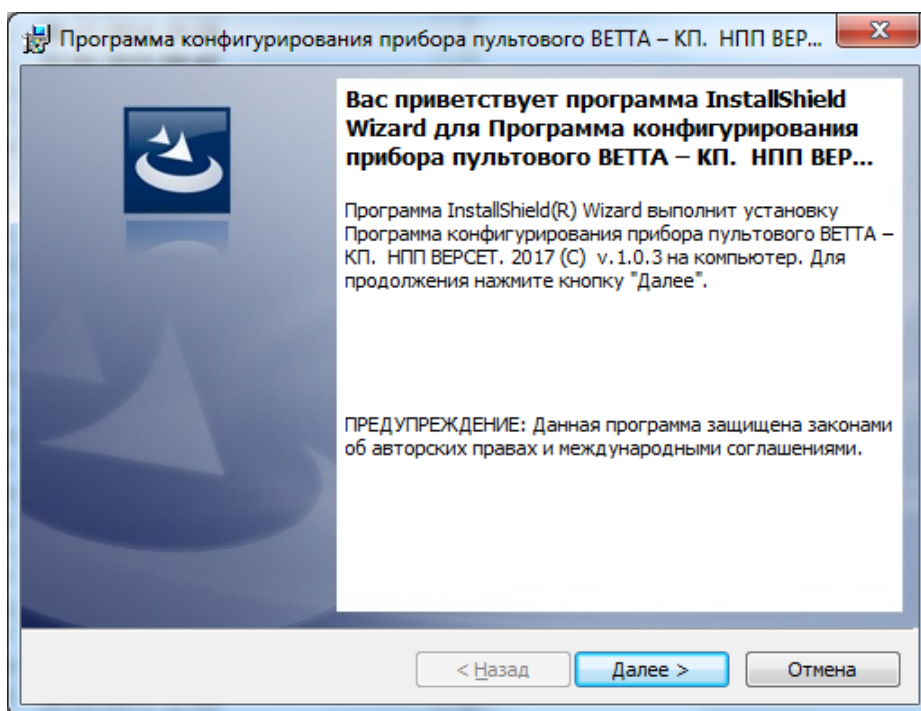 Программа конфигурирования прибора пультового ВЕТТА – КП.  НПП ВЕР...
Вас приветствует программа InstallShield
Wizard для Программа конфигурирования
прибора пультового ВЕТТА – КП.  НПП ВЕР...
Программа InstallShield(R) Wizard выполнит установку
Программа конфигурирования прибора пультового ВЕТТА –
КП.  НПП ВЕРСЕТ. 2017 (C)  v.1.0.3 на компьютер. Для
продолжения нажмите кнопку "Далее".
ПРЕДУПРЕЖДЕНИЕ: Данная программа защищена законами
об авторских правах и международными соглашениями.
< Назад
Далее >
Отмена